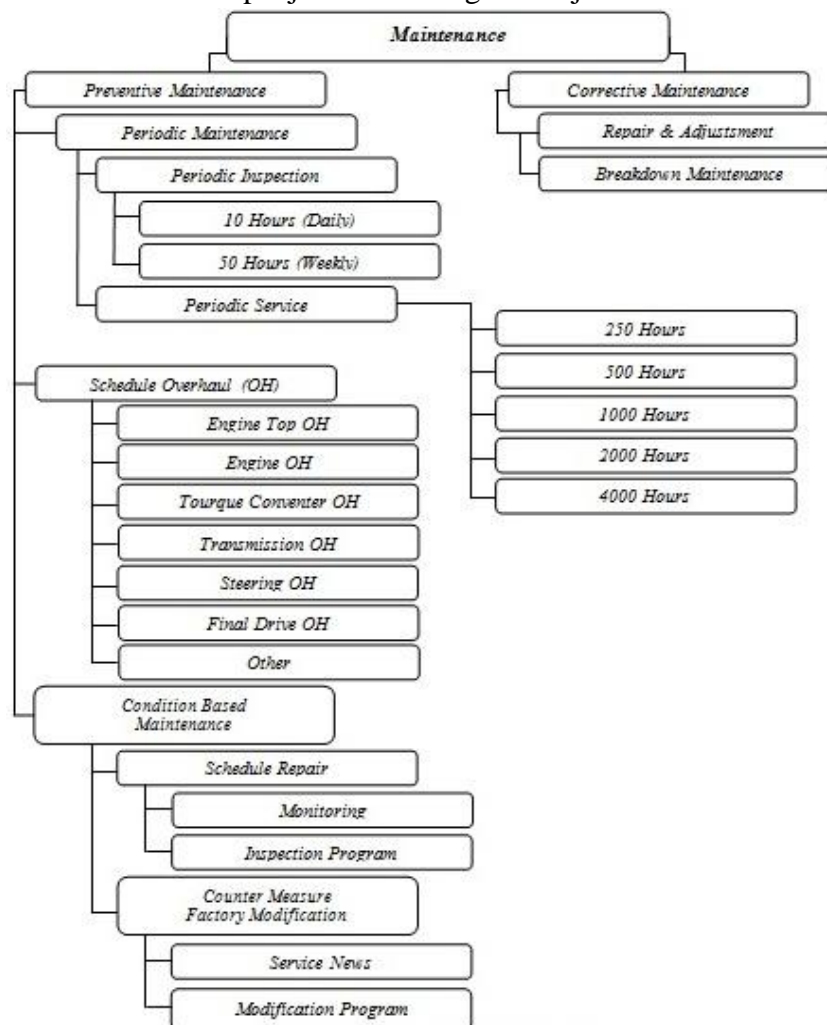 Maintenance
Preventive Maintenance
Corrective Maintenance
Periodic Maintenance
Repair & Adjustsment
Periodic Inspection
Breakdown Maintenance
10 Hours (Daily)
50 Hours (Weekly)
Periodic Service
250 Hours
500 Hours
1000 Hours
2000 Hours
4000 Hours
Schedule Overhaul (OH)
Engine Top OH
Engine OH
Tourque Conventer OH
Transmission OH
Steering OH
Final Drive OH
Other
Condition Based
Maintenance
Schedule Repair
Monitoring
Inspection Program
Counter Measure
Factory Modification
Service News
Modification Program